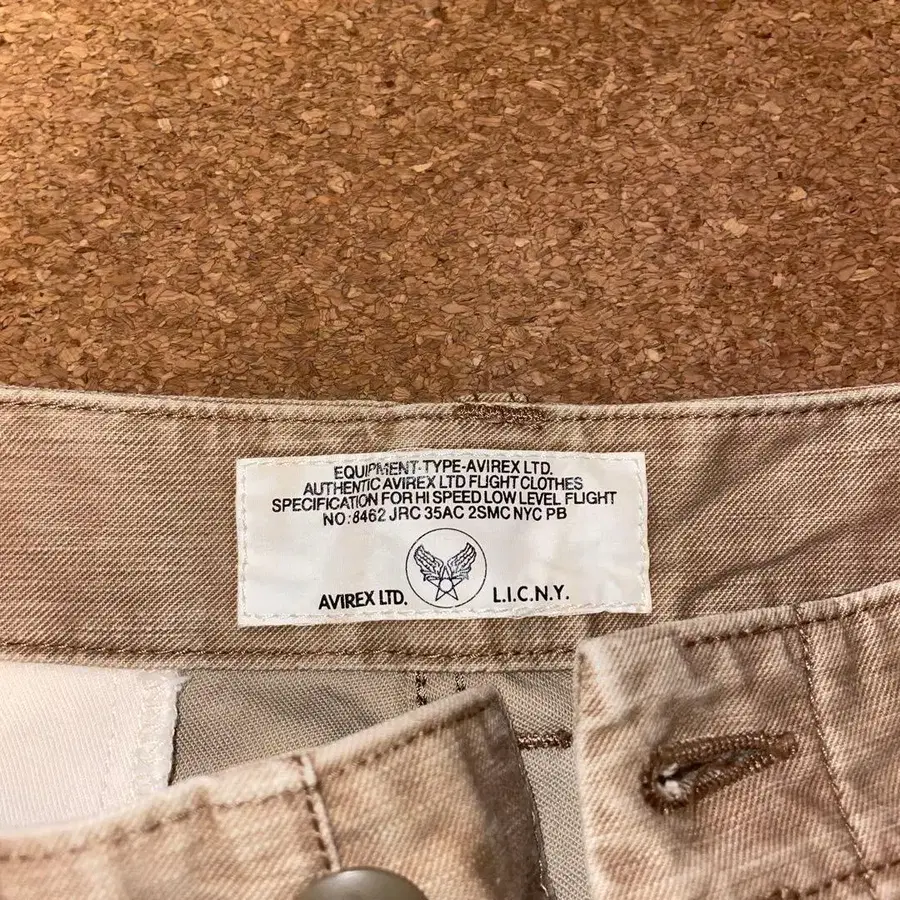 EQUIPMENT-TYPE-AVIREX LTD.
AUTHENTIC AVIREX LTD FLIGHT CLOTHES
SPECIFICATION FOR HI SPEED LOW LEVEL FLIGHT
NO:8462 JRC 35AC 2SMC NYC PB
AVIREX LTD. L.I.C.N.Y.